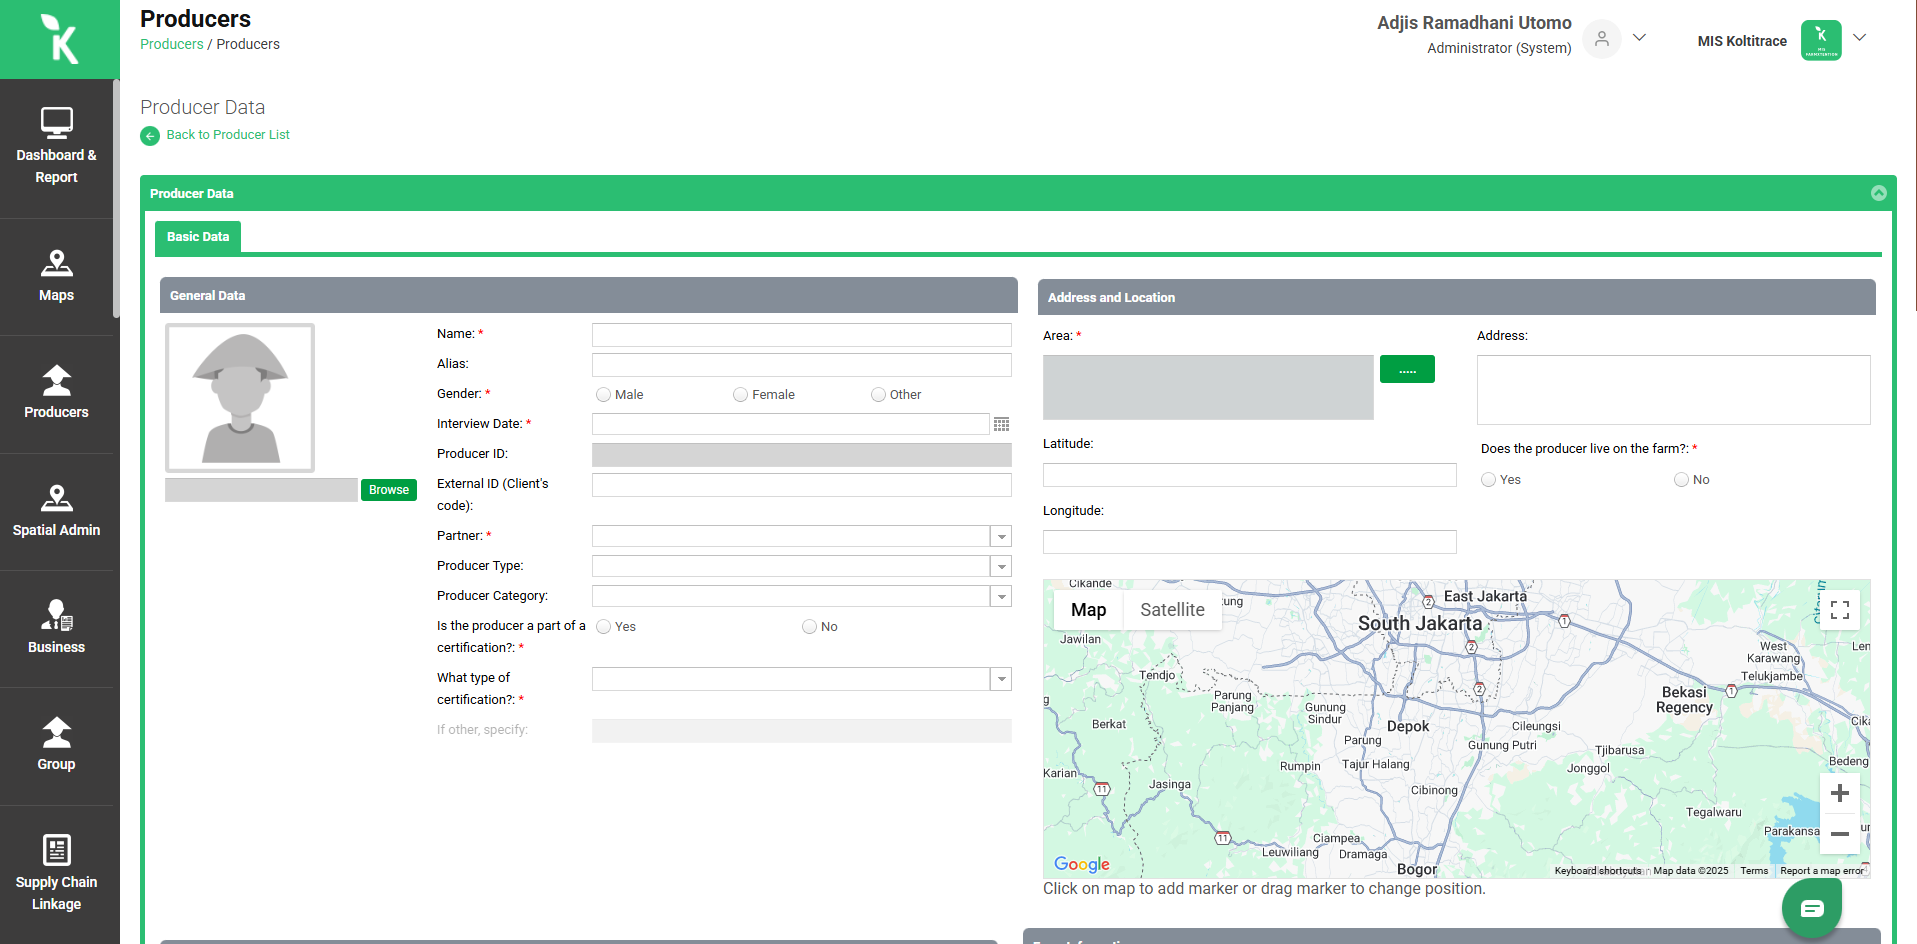 Producers
Producers / Producers
Adjis Ramadhani Utomo
Administrator (System)
MIS Koltitrace
Dashboard &
Report
Maps
Producers
Spatial Admin
Business
Group
Supply Chain
Linkage
Producer Data
Back to Producer List
Producer Data
Basic Data
General Data
Browse
Name: *
Alias:
Gender: *
Male Female Other
Interview Date: *
Producer ID:
External ID (Client's
code):
Partner: *
Producer Type:
Producer Category:
Is the producer a part of a
certification?: *
Yes No
What type of
certification?: *
If other, specify:
Address and Location
Area: *
.....
Address:
Latitude:
Does the producer live on the farm?: *
Yes No
Longitude:
Map Satellite
Cikande
East Jakarta
South Jakarta
Jawilan
West
Karawang
Telukjambe
Tendjo
Parung
Panjang
Bekasi
Regency
Gunung
Sindur
Berkat
Depok
Cileungsi
Parung
Gunung Putri
Tjibarusa
Karian
Rumpin
Tajur Halang
Jonggol
Bedeng
Jasinga
Cibinong
Tegalwaru
Parakansa
Ciampea
Leuwiliang
Dramaga
Bogor
2
2
2
1
1
11
11
Google
Keyboard shortcuts Map data ©2025 Terms Report a map error
Click on map to add marker or drag marker to change position.